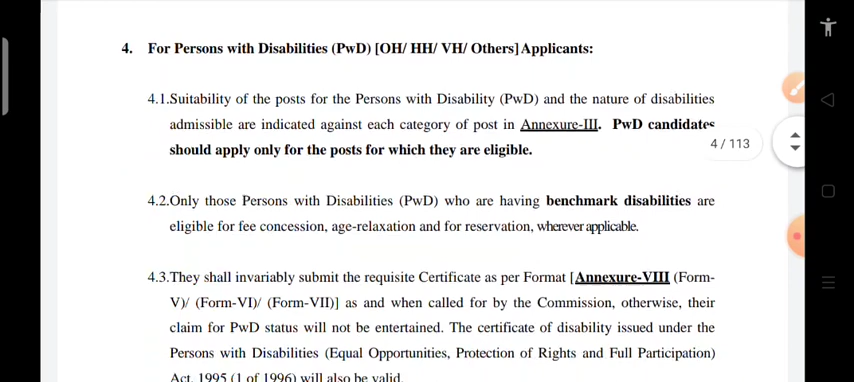 4. For Persons with Disabilities (PwD) [OH/ HH/ VH/ Others] Applicants:
4.1.Suitability of the posts for the Persons with Disability (PwD) and the nature of disabilities
admissible are indicated against each category of post in Annexure-III. PwD candidates
should apply only for the posts for which they are eligible.
4 / 113
4.2.Only those Persons with Disabilities (PwD) who are having benchmark disabilities are
eligible for fee concession, age-relaxation and for reservation, wherever applicable.
4.3.They shall invariably submit the requisite Certificate as per Format [Annexure-VIII (Form-
V)/ (Form-VI)/ (Form-VII)] as and when called for by the Commission, otherwise, their
claim for PwD status will not be entertained. The certificate of disability issued under the
Persons with Disabilities (Equal Opportunities, Protection of Rights and Full Participation)
Act, 1995 (1 of 1996) will also be valid.